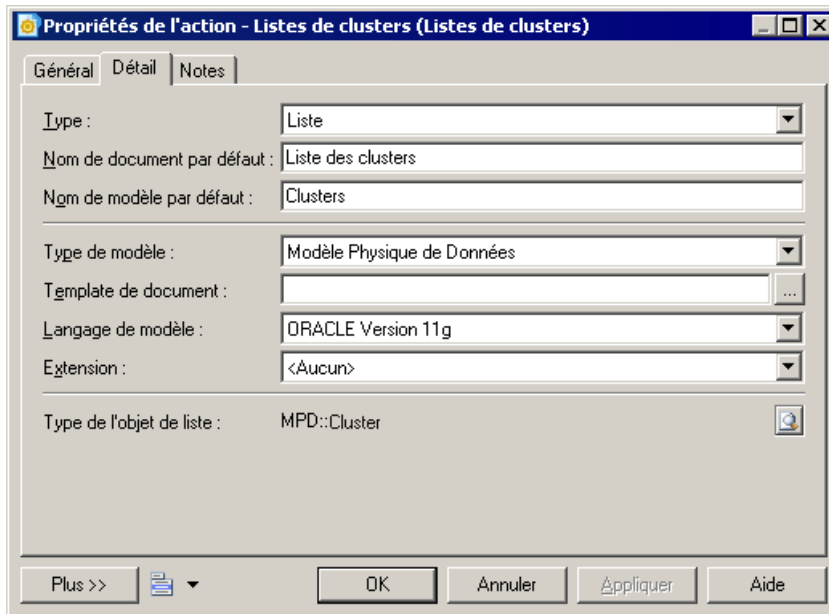 Propriétés de l'action - Listes de clusters (Listes de clusters)
Général Détail Notes
Type : Liste
Nom de document par défaut : Liste des clusters
Nom de modèle par défaut : Clusters
Type de modèle : Modèle Physique de Données
Template de document : ...
Langage de modèle : ORACLE Version 11g
Extension : <Aucun>
Type de l'objet de liste : MPD::Cluster
Plus >> OK Annuler Appliquer Aide